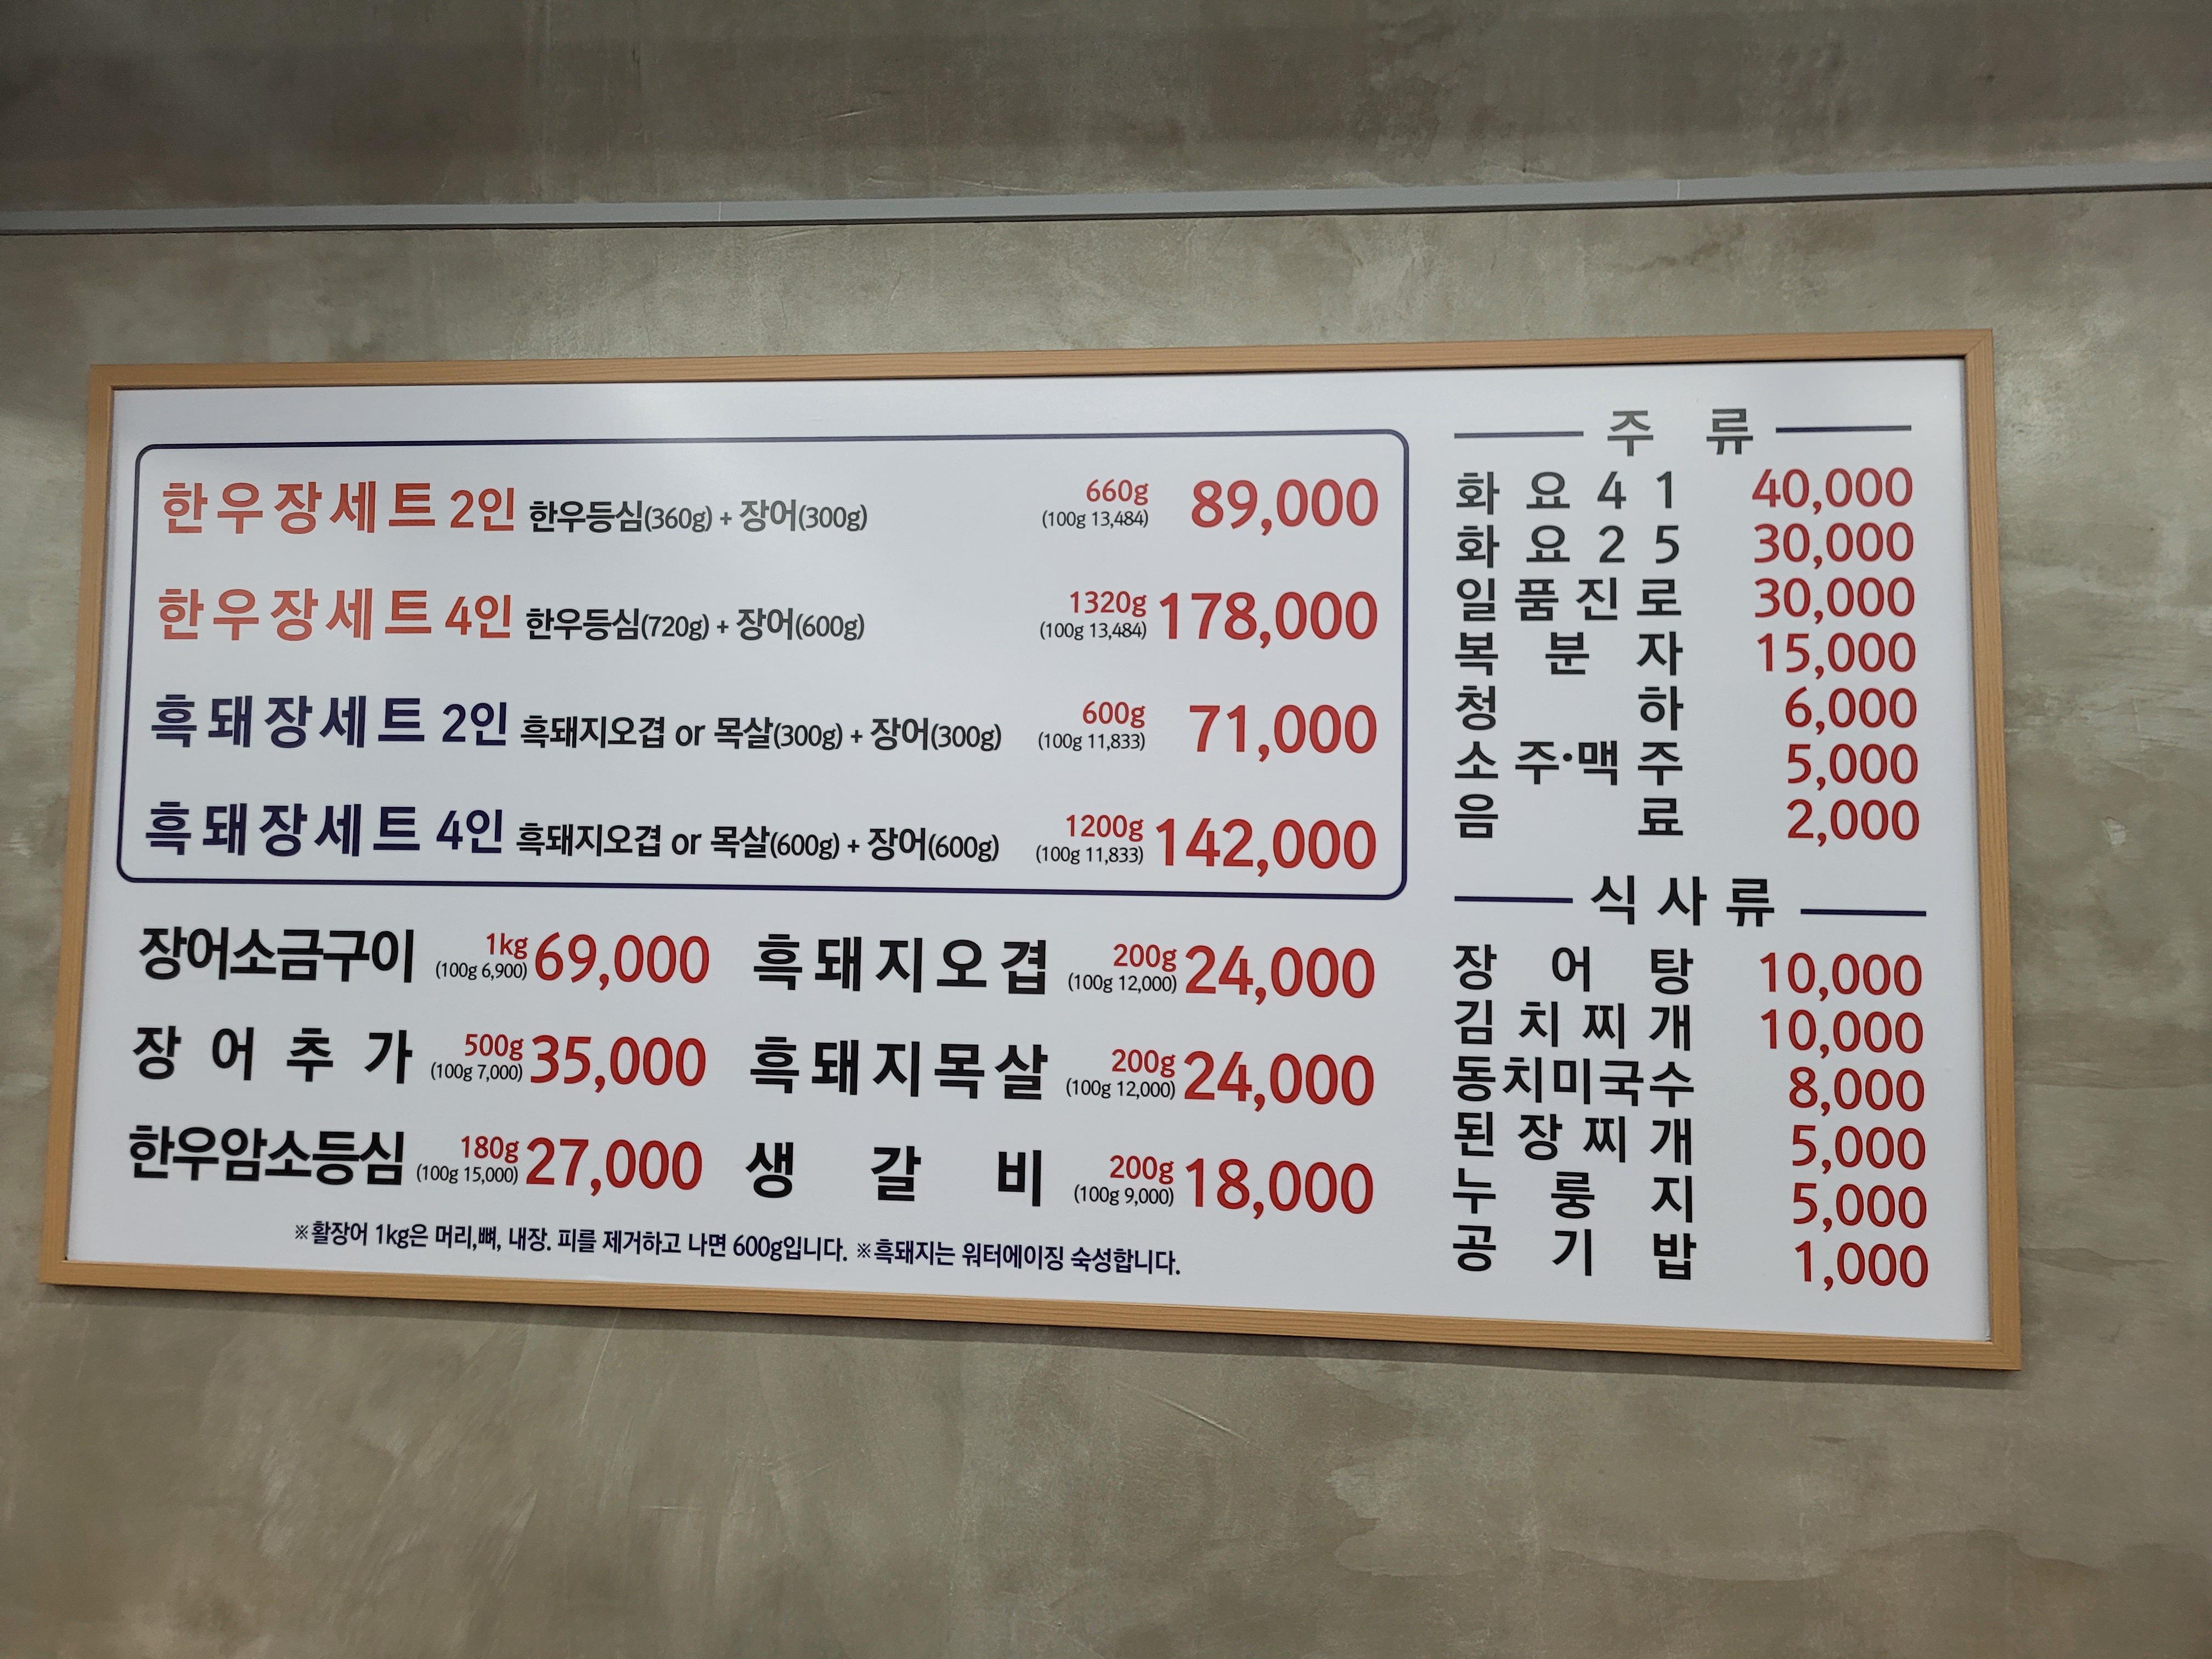 한우장세트 2인 한우등심(360g) + 장어(300g) 660g (100g 13,484) 89,000
한우장세트 4인 한우등심(720g) + 장어(600g) 1320g (100g 13,484) 178,000
흑돼장세트 2인 흑돼지오겹 or 목살(300g) + 장어(300g) 600g (100g 11,833) 71,000
흑돼장세트 4인 흑돼지오겹 or 목살(600g) + 장어(600g) 1200g (100g 11,833) 142,000
장어소금구이 1kg (100g 6,900) 69,000 흑돼지오겹 200g (100g 12,000) 24,000
장어추가 500g (100g 7,000) 35,000 흑돼지목살 200g (100g 12,000) 24,000
한우암소등심 180g (100g 15,000) 27,000 생갈비 200g (100g 9,000) 18,000
※활장어 1kg은 머리,뼈, 내장. 피를 제거하고 나면 600g입니다. ※흑돼지는 워터에이징 숙성합니다.
주류
화요41 40,000
화요25 30,000
일품진로 30,000
복분자 15,000
청하 6,000
소주·맥주 5,000
음료 2,000
식사류
장어탕 10,000
김치찌개 10,000
동치미국수 8,000
된장찌개 5,000
누룽지 5,000
공기밥 1,000